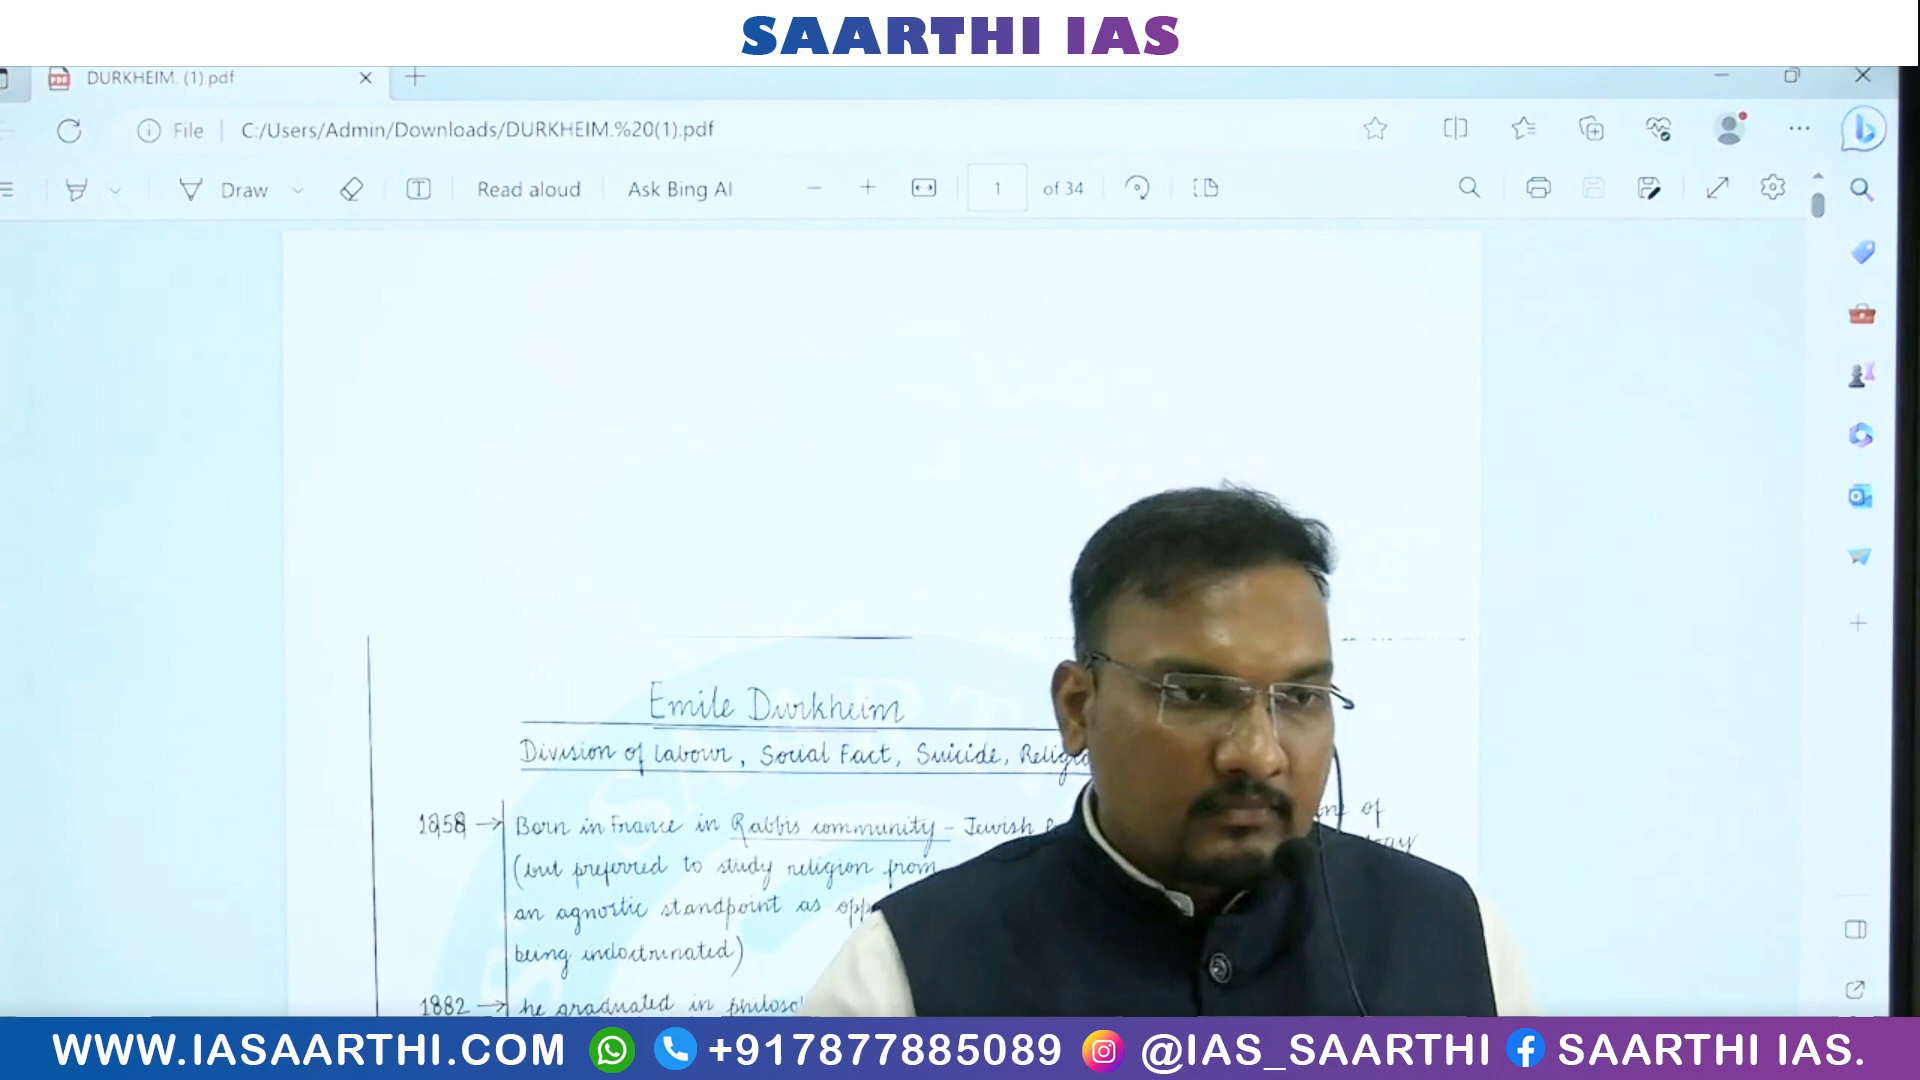 SAARTHI IAS
DURKHEIM. (1).pdf
File C:/Users/Admin/Downloads/DURKHEIM.%20(1).pdf
Draw Read aloud Ask Bing AI 1 of 34
Emile Durkheim
Division of Labour, Social Fact, Suicide,
1858 → Born in France in Rabbis community - Jewish of
(but preferred to study religion from
an agnostic standpoint as
being indoctrinated)
1882 → he graduated in
WWW.IASAARTHI.COM +917877885089 @IAS_SAARTHI SAARTHI IAS.